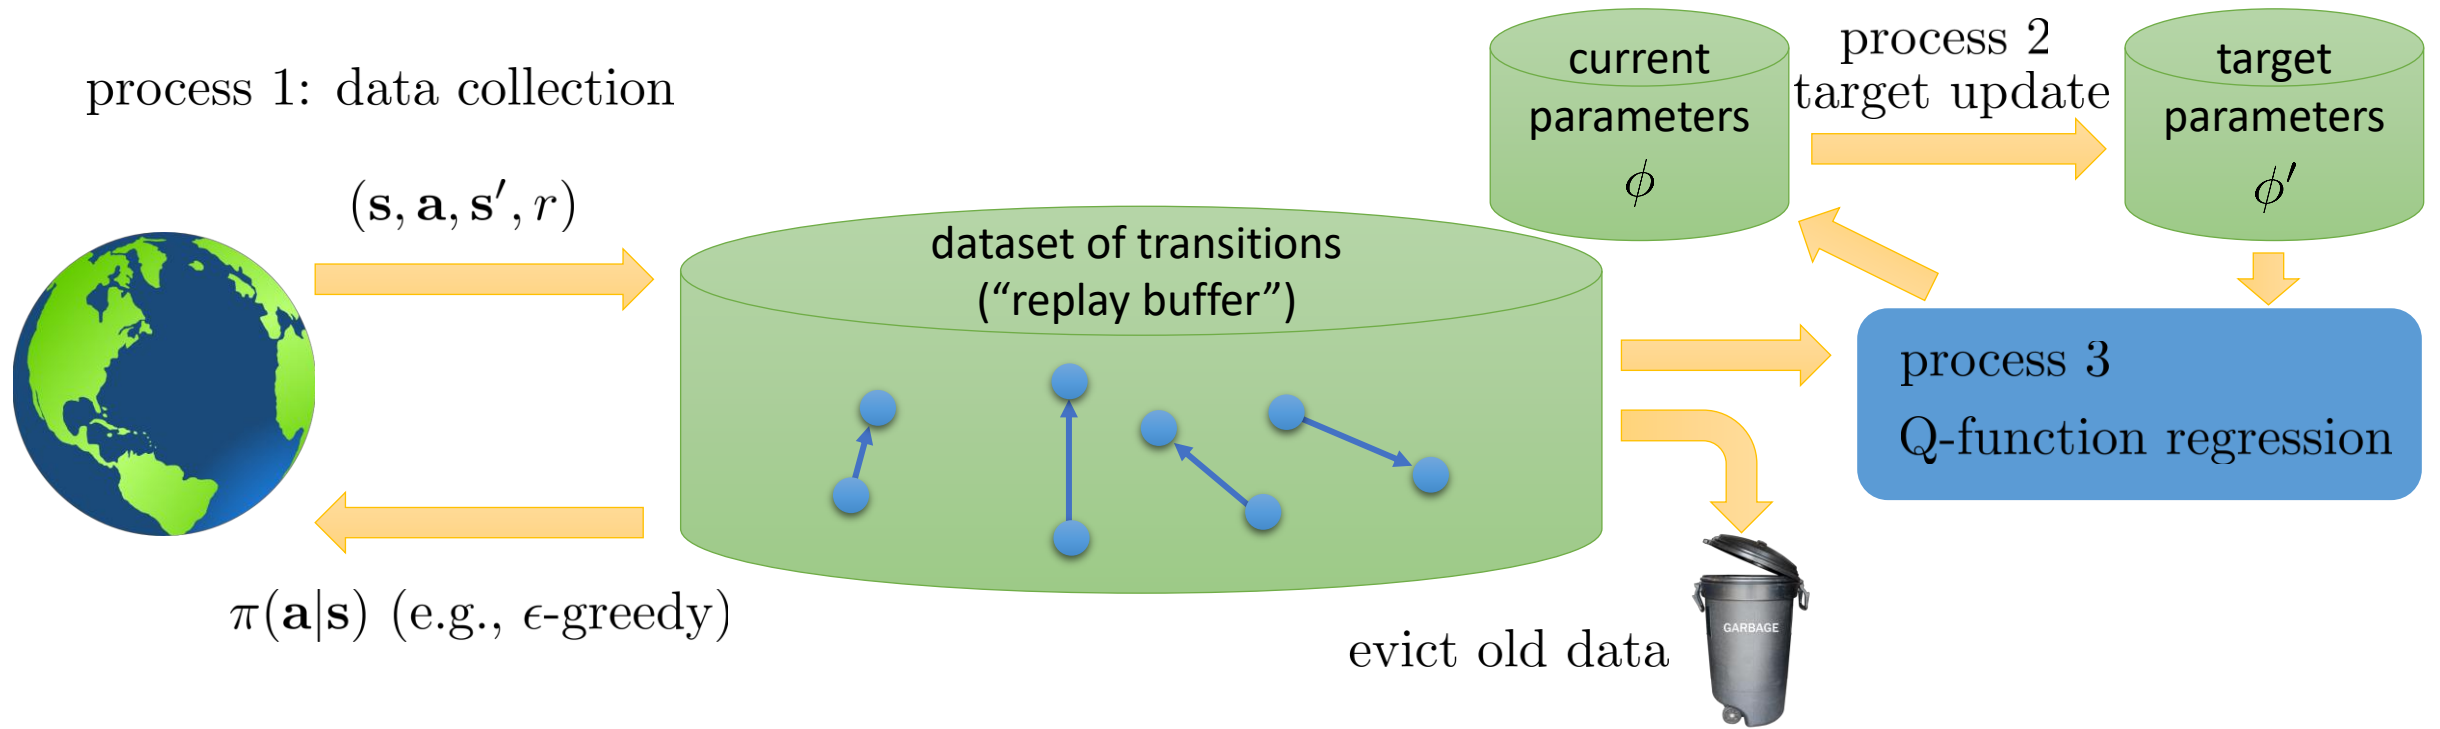 process 1: data collection
(s, a, s′, r)
π(a|s) (e.g., ϵ-greedy)
dataset of transitions
(“replay buffer”)
current
parameters
ϕ
process 2
target update
target
parameters
ϕ′
process 3
Q-function regression
evict old data
GARBAGE